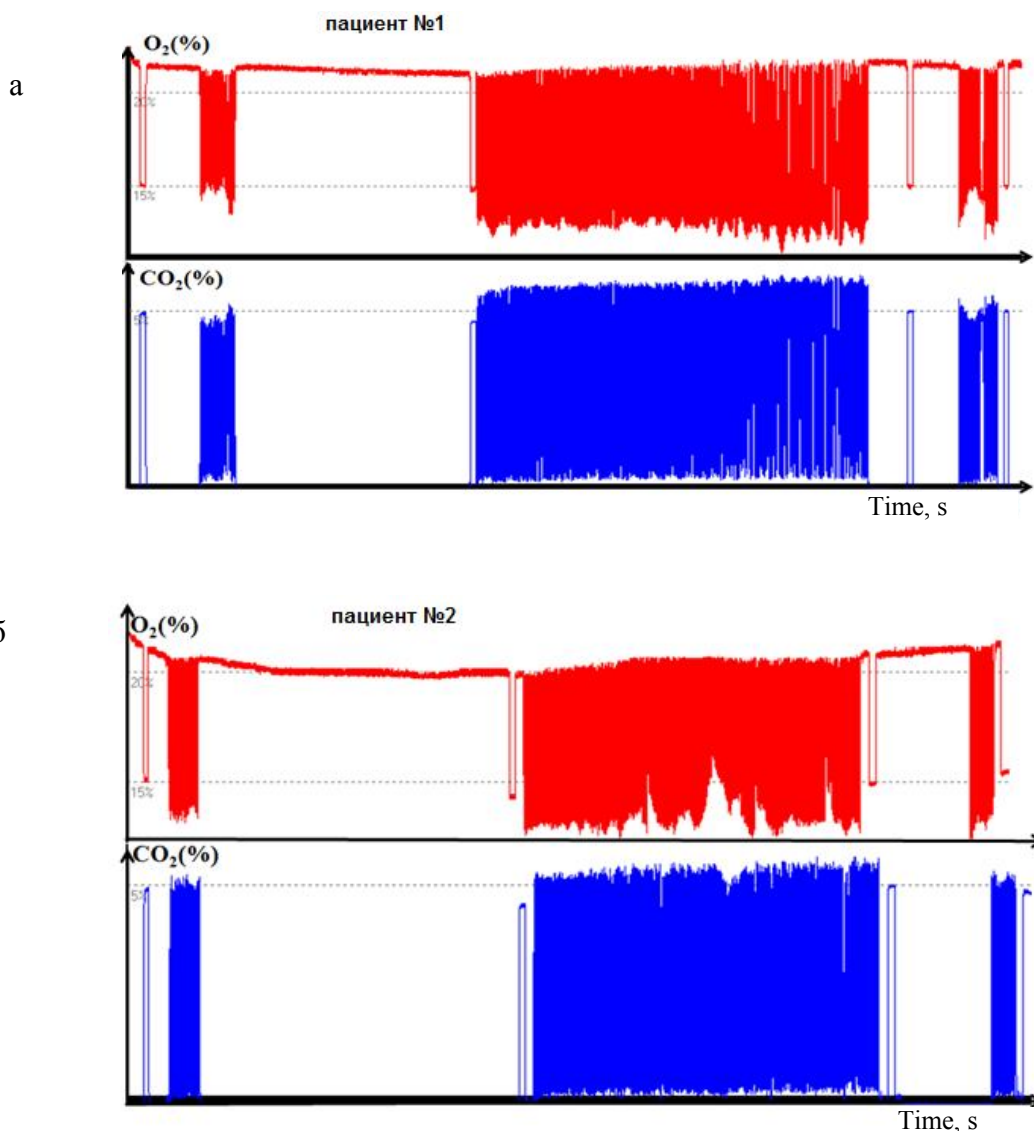 пациент №1
O₂(%)
а
20%
15%
CO₂(%)
5%
Time, s
пациент №2
б
O₂(%)
20%
15%
CO₂(%)
5%
Time, s